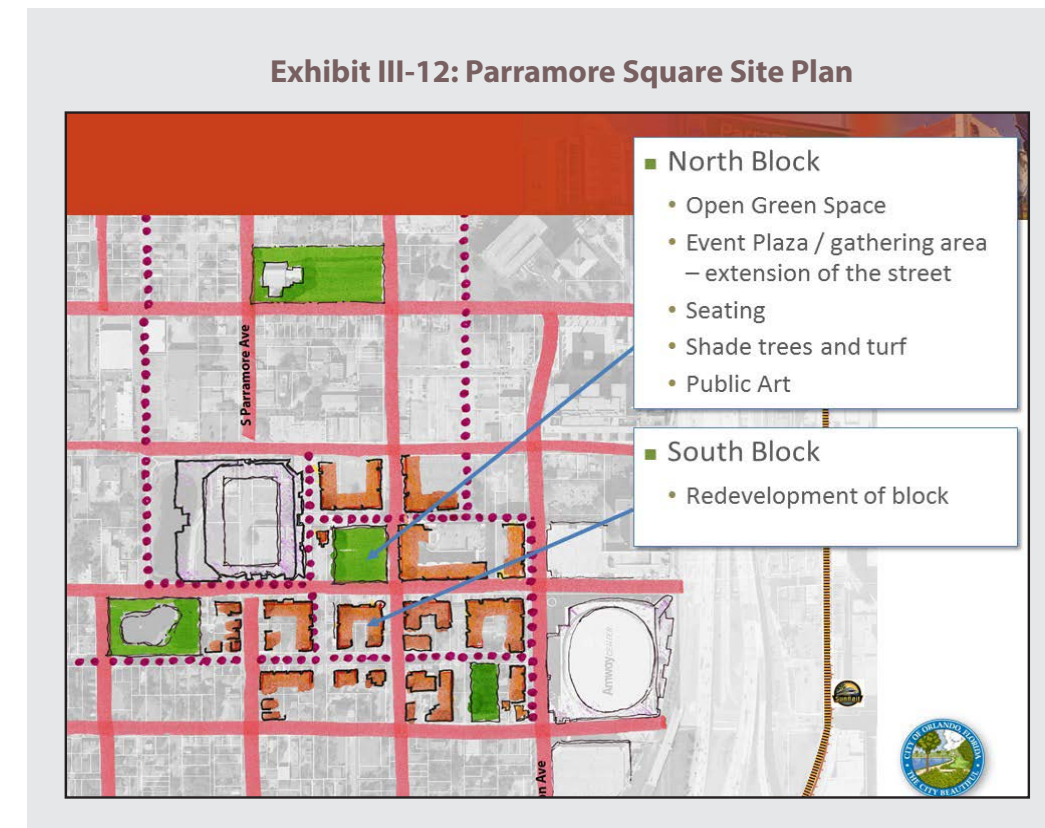 Exhibit III-12: Parramore Square Site Plan
North Block
Open Green Space
Event Plaza / gathering area
– extension of the street
Seating
Shade trees and turf
Public Art
South Block
Redevelopment of block
S Parramore Ave
Amway
Ave
SunRail
CITY OF ORLANDO, FLORIDA
THE CITY BEAUTIFUL